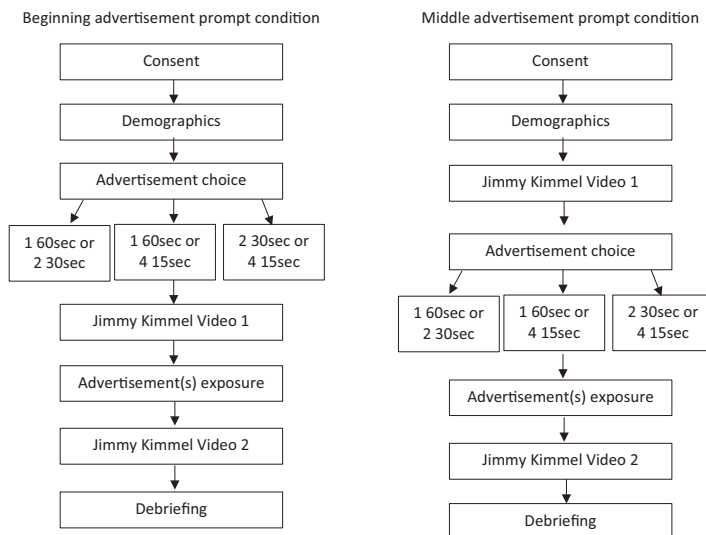 Beginning advertisement prompt condition
Consent
Demographics
Advertisement choice
1 60sec or
2 30sec
1 60sec or
4 15sec
2 30sec or
4 15sec
Jimmy Kimmel Video 1
Advertisement(s) exposure
Jimmy Kimmel Video 2
Debriefing
Middle advertisement prompt condition
Consent
Demographics
Jimmy Kimmel Video 1
Advertisement choice
1 60sec or
2 30sec
1 60sec or
4 15sec
2 30sec or
4 15sec
Advertisement(s) exposure
Jimmy Kimmel Video 2
Debriefing